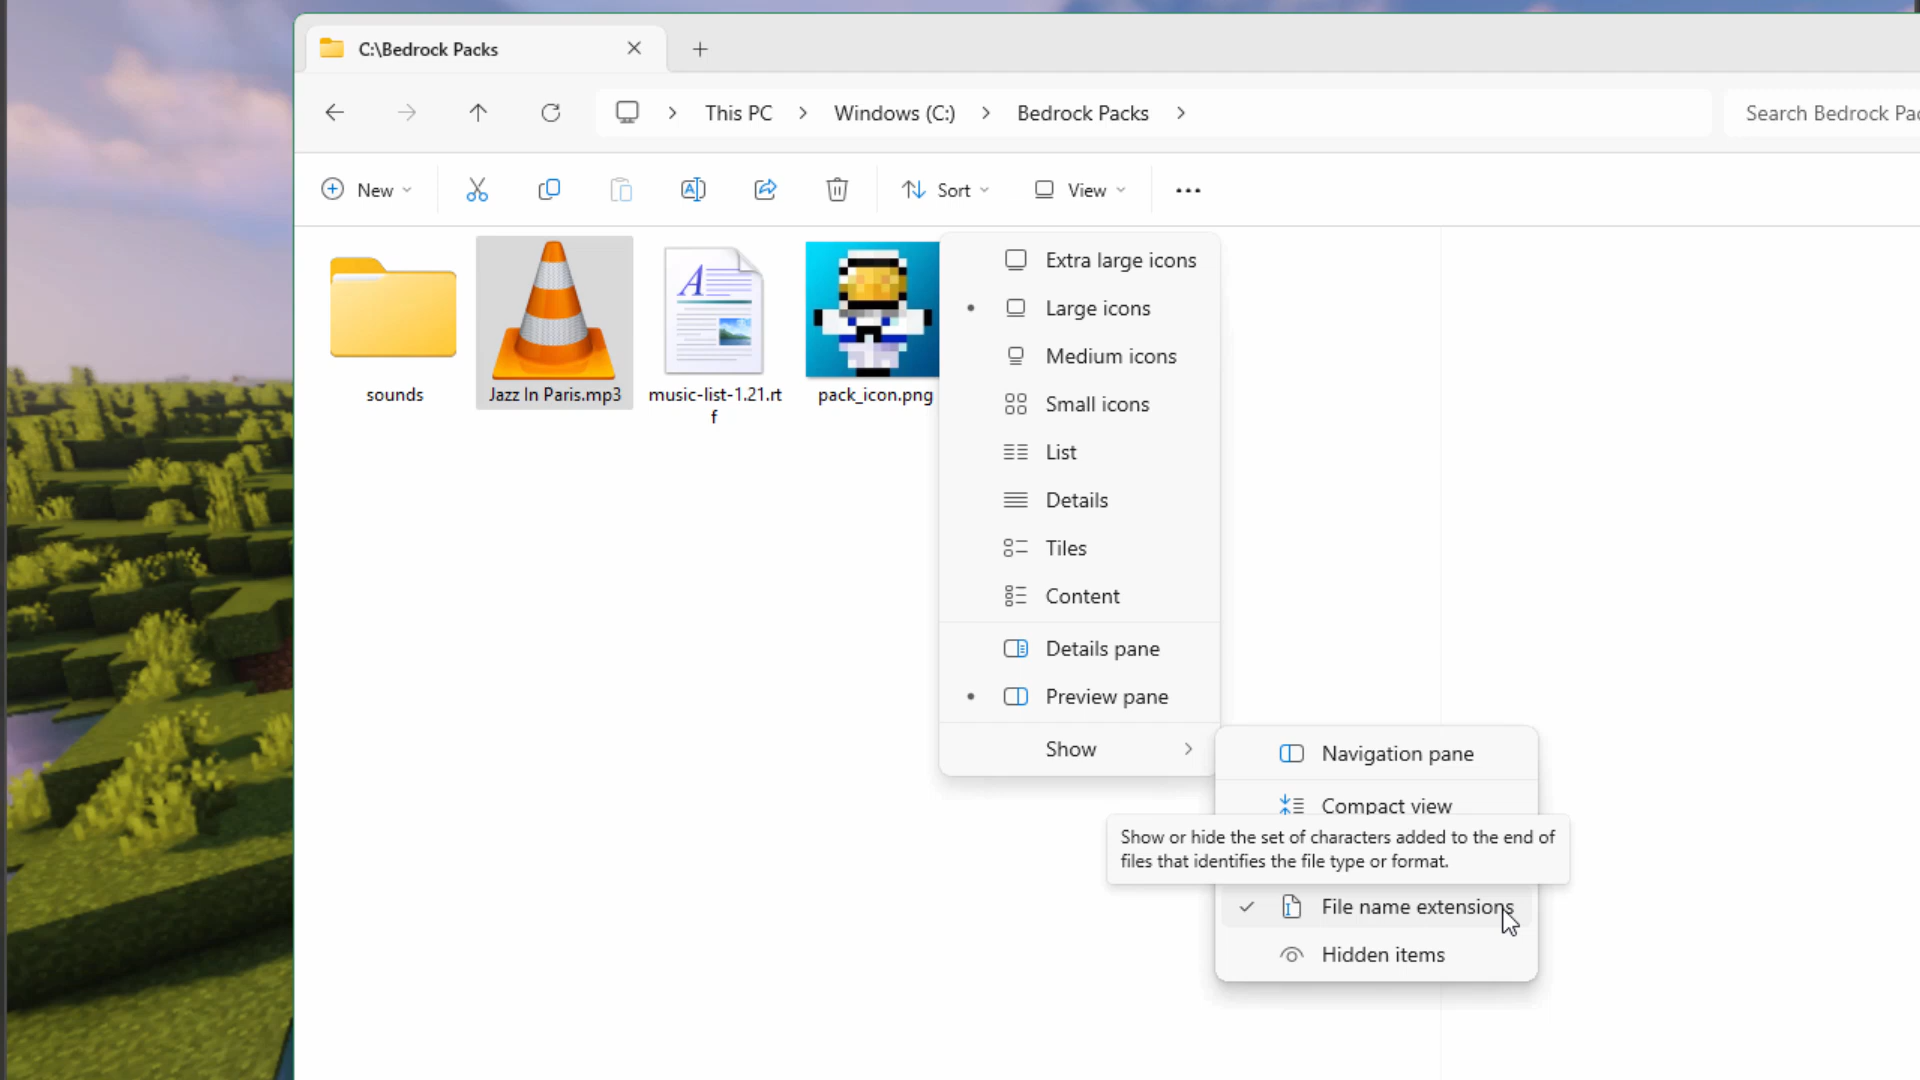 C:\Bedrock Packs
This PC
Windows (C:)
Bedrock Packs
Search Bedrock Pac
New
Sort
View
sounds
Jazz In Paris.mp3
music-list-1.21.rt
f
pack_icon.png
Extra large icons
Large icons
Medium icons
Small icons
List
Details
Tiles
Content
Details pane
Preview pane
Show
Navigation pane
Compact view
Show or hide the set of characters added to the end of
files that identifies the file type or format.
File name extensions
Hidden items